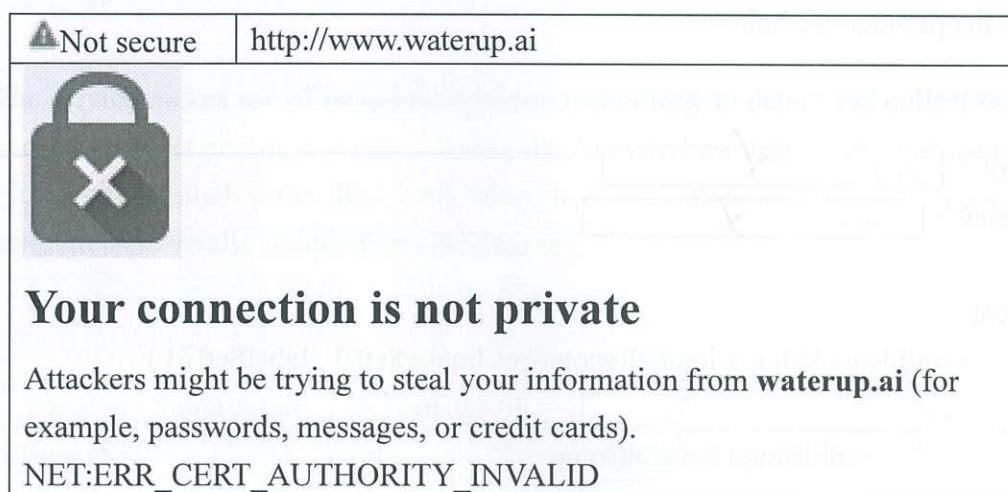 Not secure http://www.waterup.ai
Your connection is not private
Attackers might be trying to steal your information from waterup.ai (for
example, passwords, messages, or credit cards).
NET:ERR_CERT_AUTHORITY_INVALID